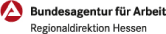 Bundesagentur für Arbeit
Regionaldirektion Hessen